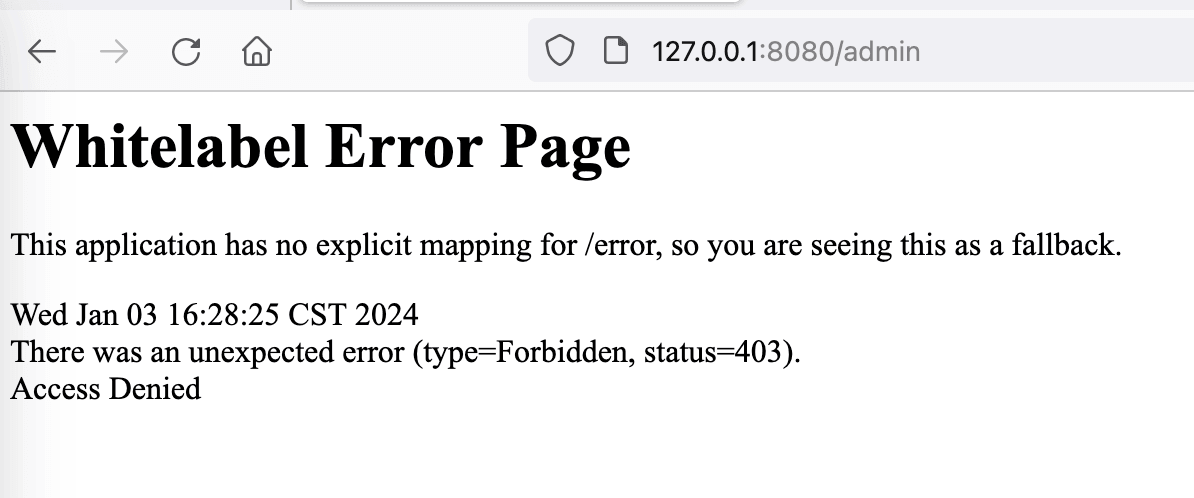 127.0.0.1:8080/admin
Whitelabel Error Page
This application has no explicit mapping for /error, so you are seeing this as a fallback.
Wed Jan 03 16:28:25 CST 2024
There was an unexpected error (type=Forbidden, status=403).
Access Denied